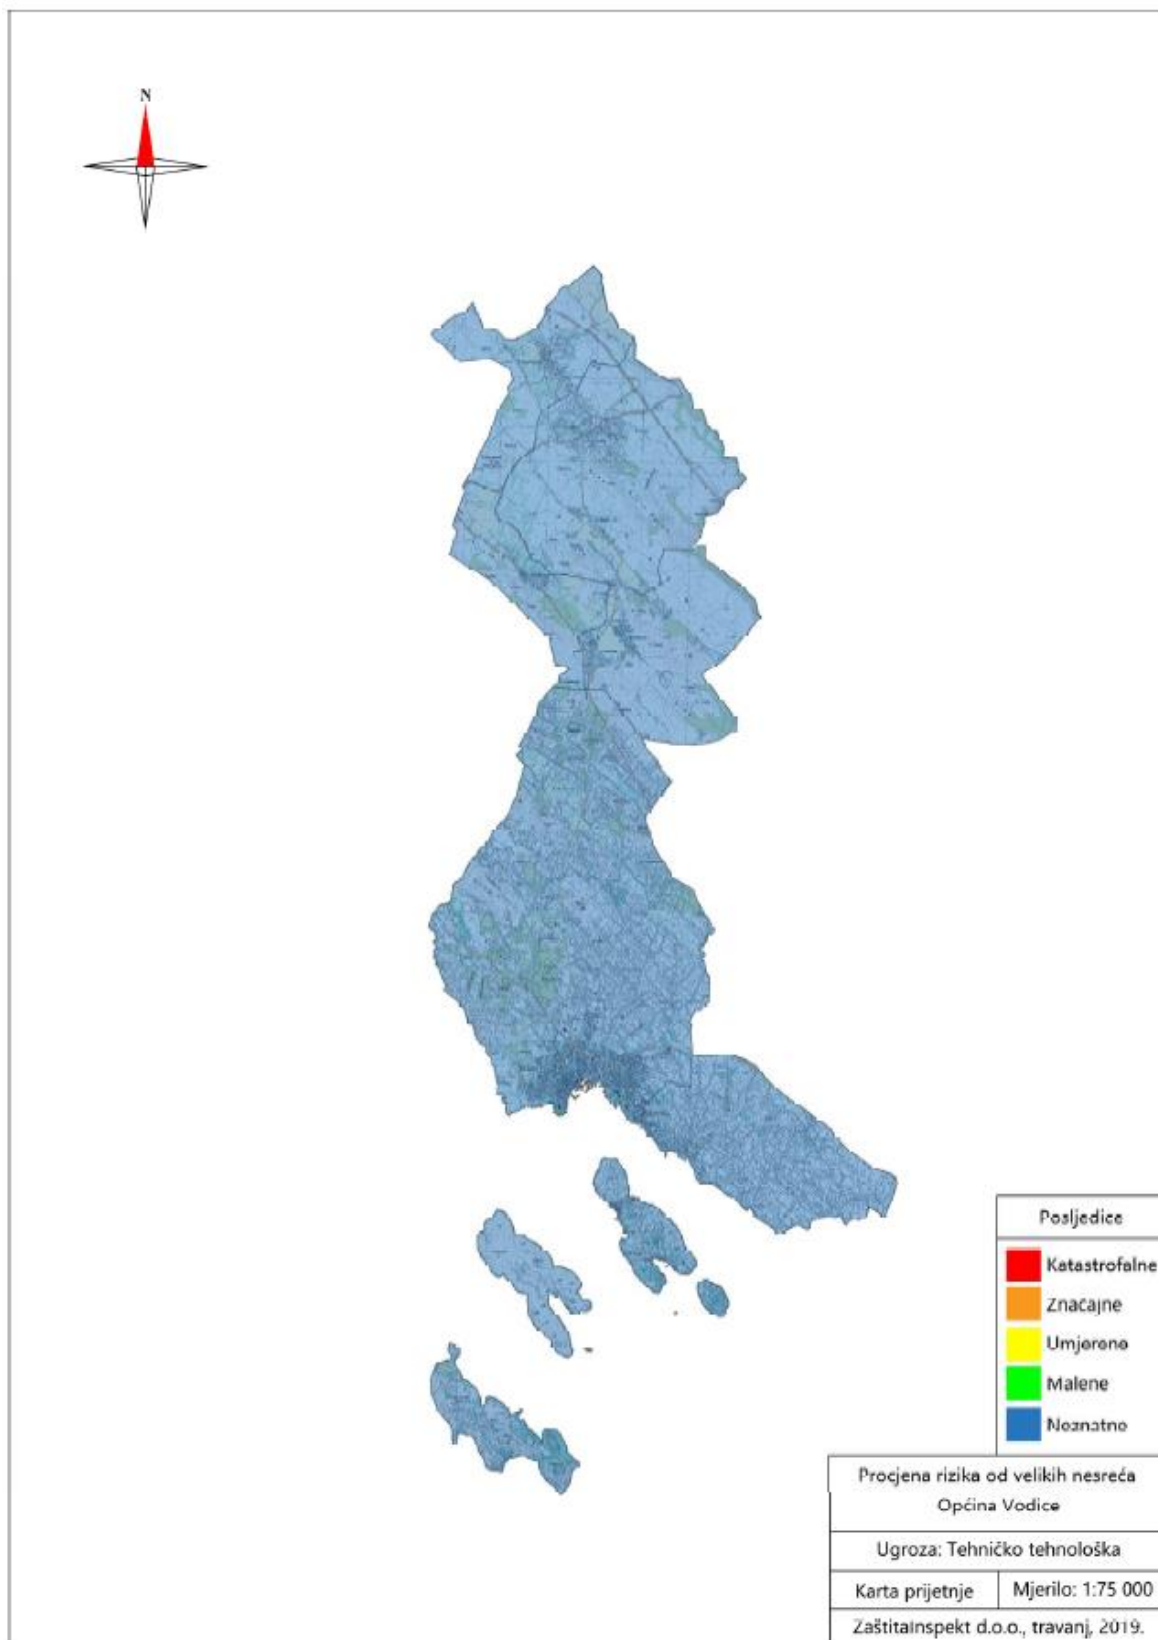 N
Posljedice
Katastrofalne
Značajne
Umjerene
Malene
Neznatne
Procjena rizika od velikih nesreća
Općina Vodice
Ugroza: Tehničko tehnološka
Karta prijetnje
Mjerilo: 1:75 000
ZaštitaInspekt d.o.o., travanj, 2019.